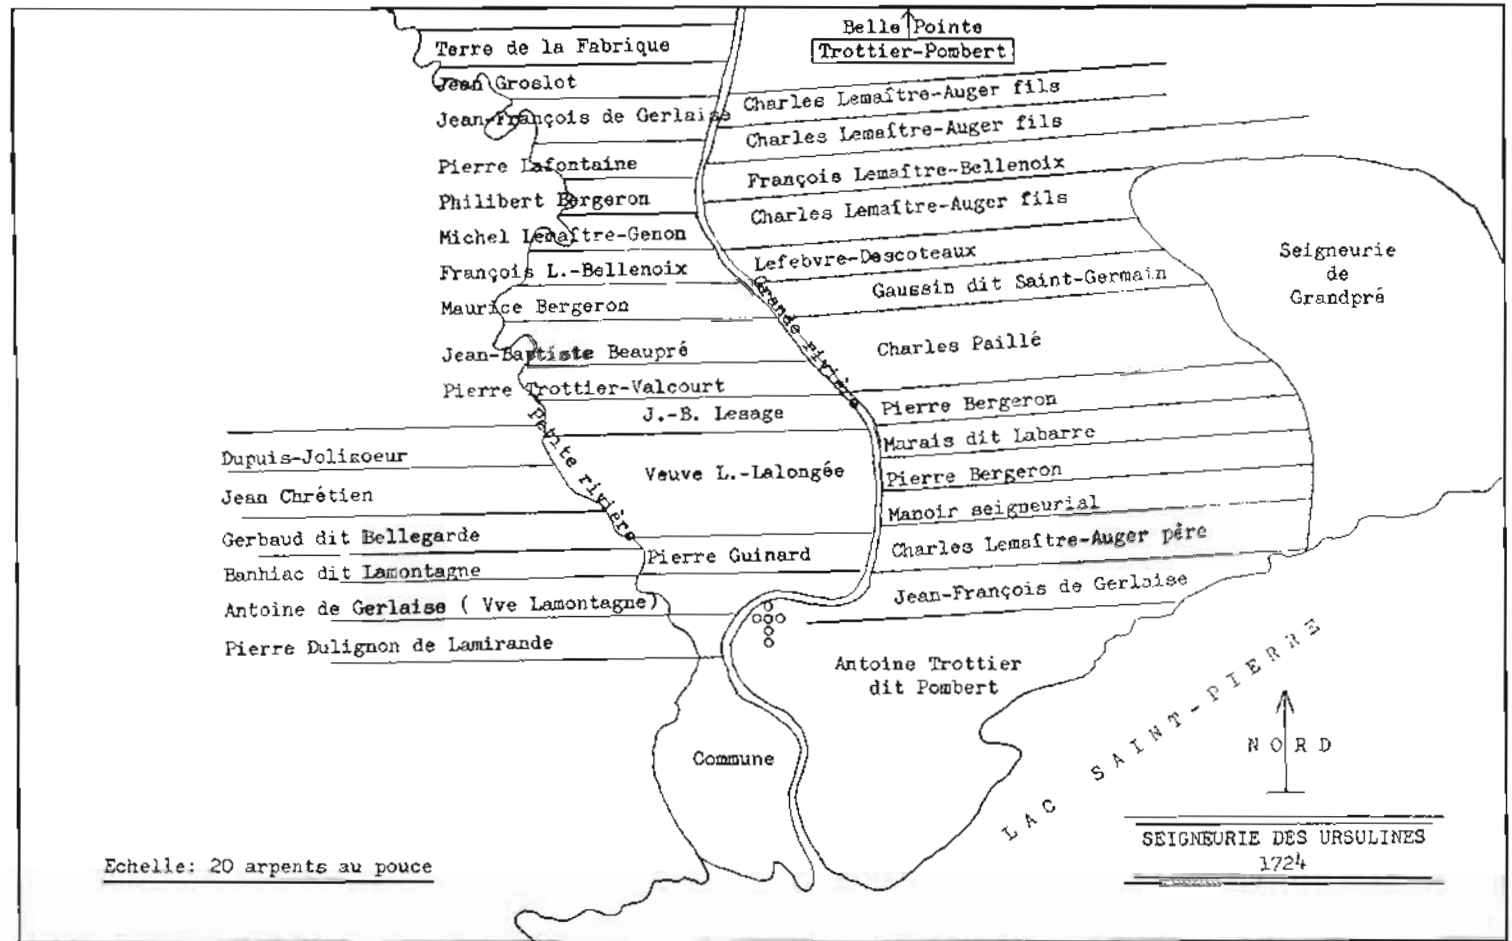 Belle Pointe
Trottier-Pombert
Terre de la Fabrique
Jean Groslot
Jean-François de Gerlaise
Pierre Lafontaine
Philibert Bergeron
Michel Lemaître-Genon
François L.-Bellenoix
Maurice Bergeron
Jean-Baptiste Beaupré
Pierre Trottier-Valcourt
J.-B. Lesage
Veuve L.-Lalongée
Pierre Guinard
Petite rivière
Grande rivière
Charles Lemaître-Auger fils
Charles Lemaître-Auger fils
François Lemaître-Bellenoix
Charles Lemaître-Auger fils
Lefebvre-Descoteaux
Gaussin dit Saint-Germain
Charles Paillé
Pierre Bergeron
Marais dit Labarre
Pierre Bergeron
Manoir seigneurial
Charles Lemaître-Auger père
Jean-François de Gerlaise
Antoine Trottier
dit Pombert
Seigneurie
de
Grandpré
Dupuis-Jolicoeur
Jean Chrétien
Gerbaud dit Bellegarde
Banhiac dit Lamontagne
Antoine de Gerlaise ( Vve Lamontagne)
Pierre Dulignon de Lamirande
Commune
LAC SAINT-PIERRE
NORD
SEIGNEURIE DES URSULINES
1724
Echelle: 20 arpents au pouce